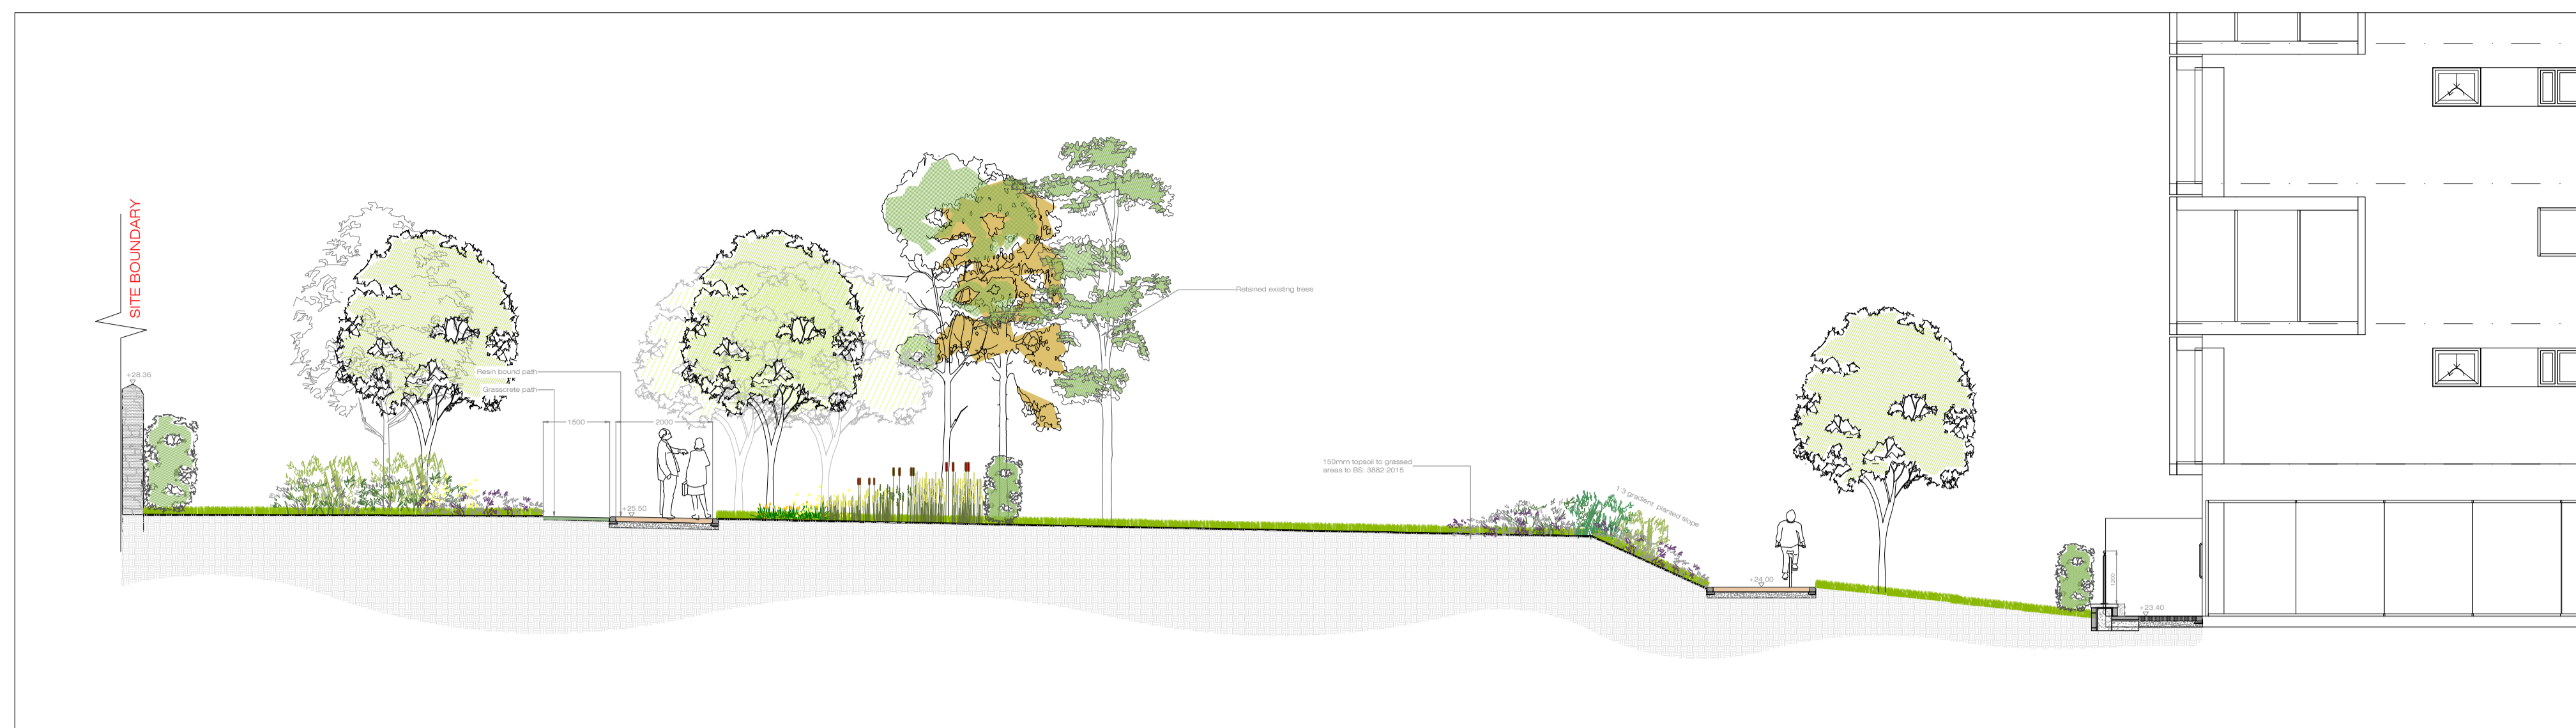 SITE BOUNDARY
+26.36
Resin bound path
Grasscrete path
1500
2000
+25.50
Retained existing trees
150mm topsoil to grassed
areas to BS 3882:2015
1:3 gradient planted slope
+24.00
1200
+23.40